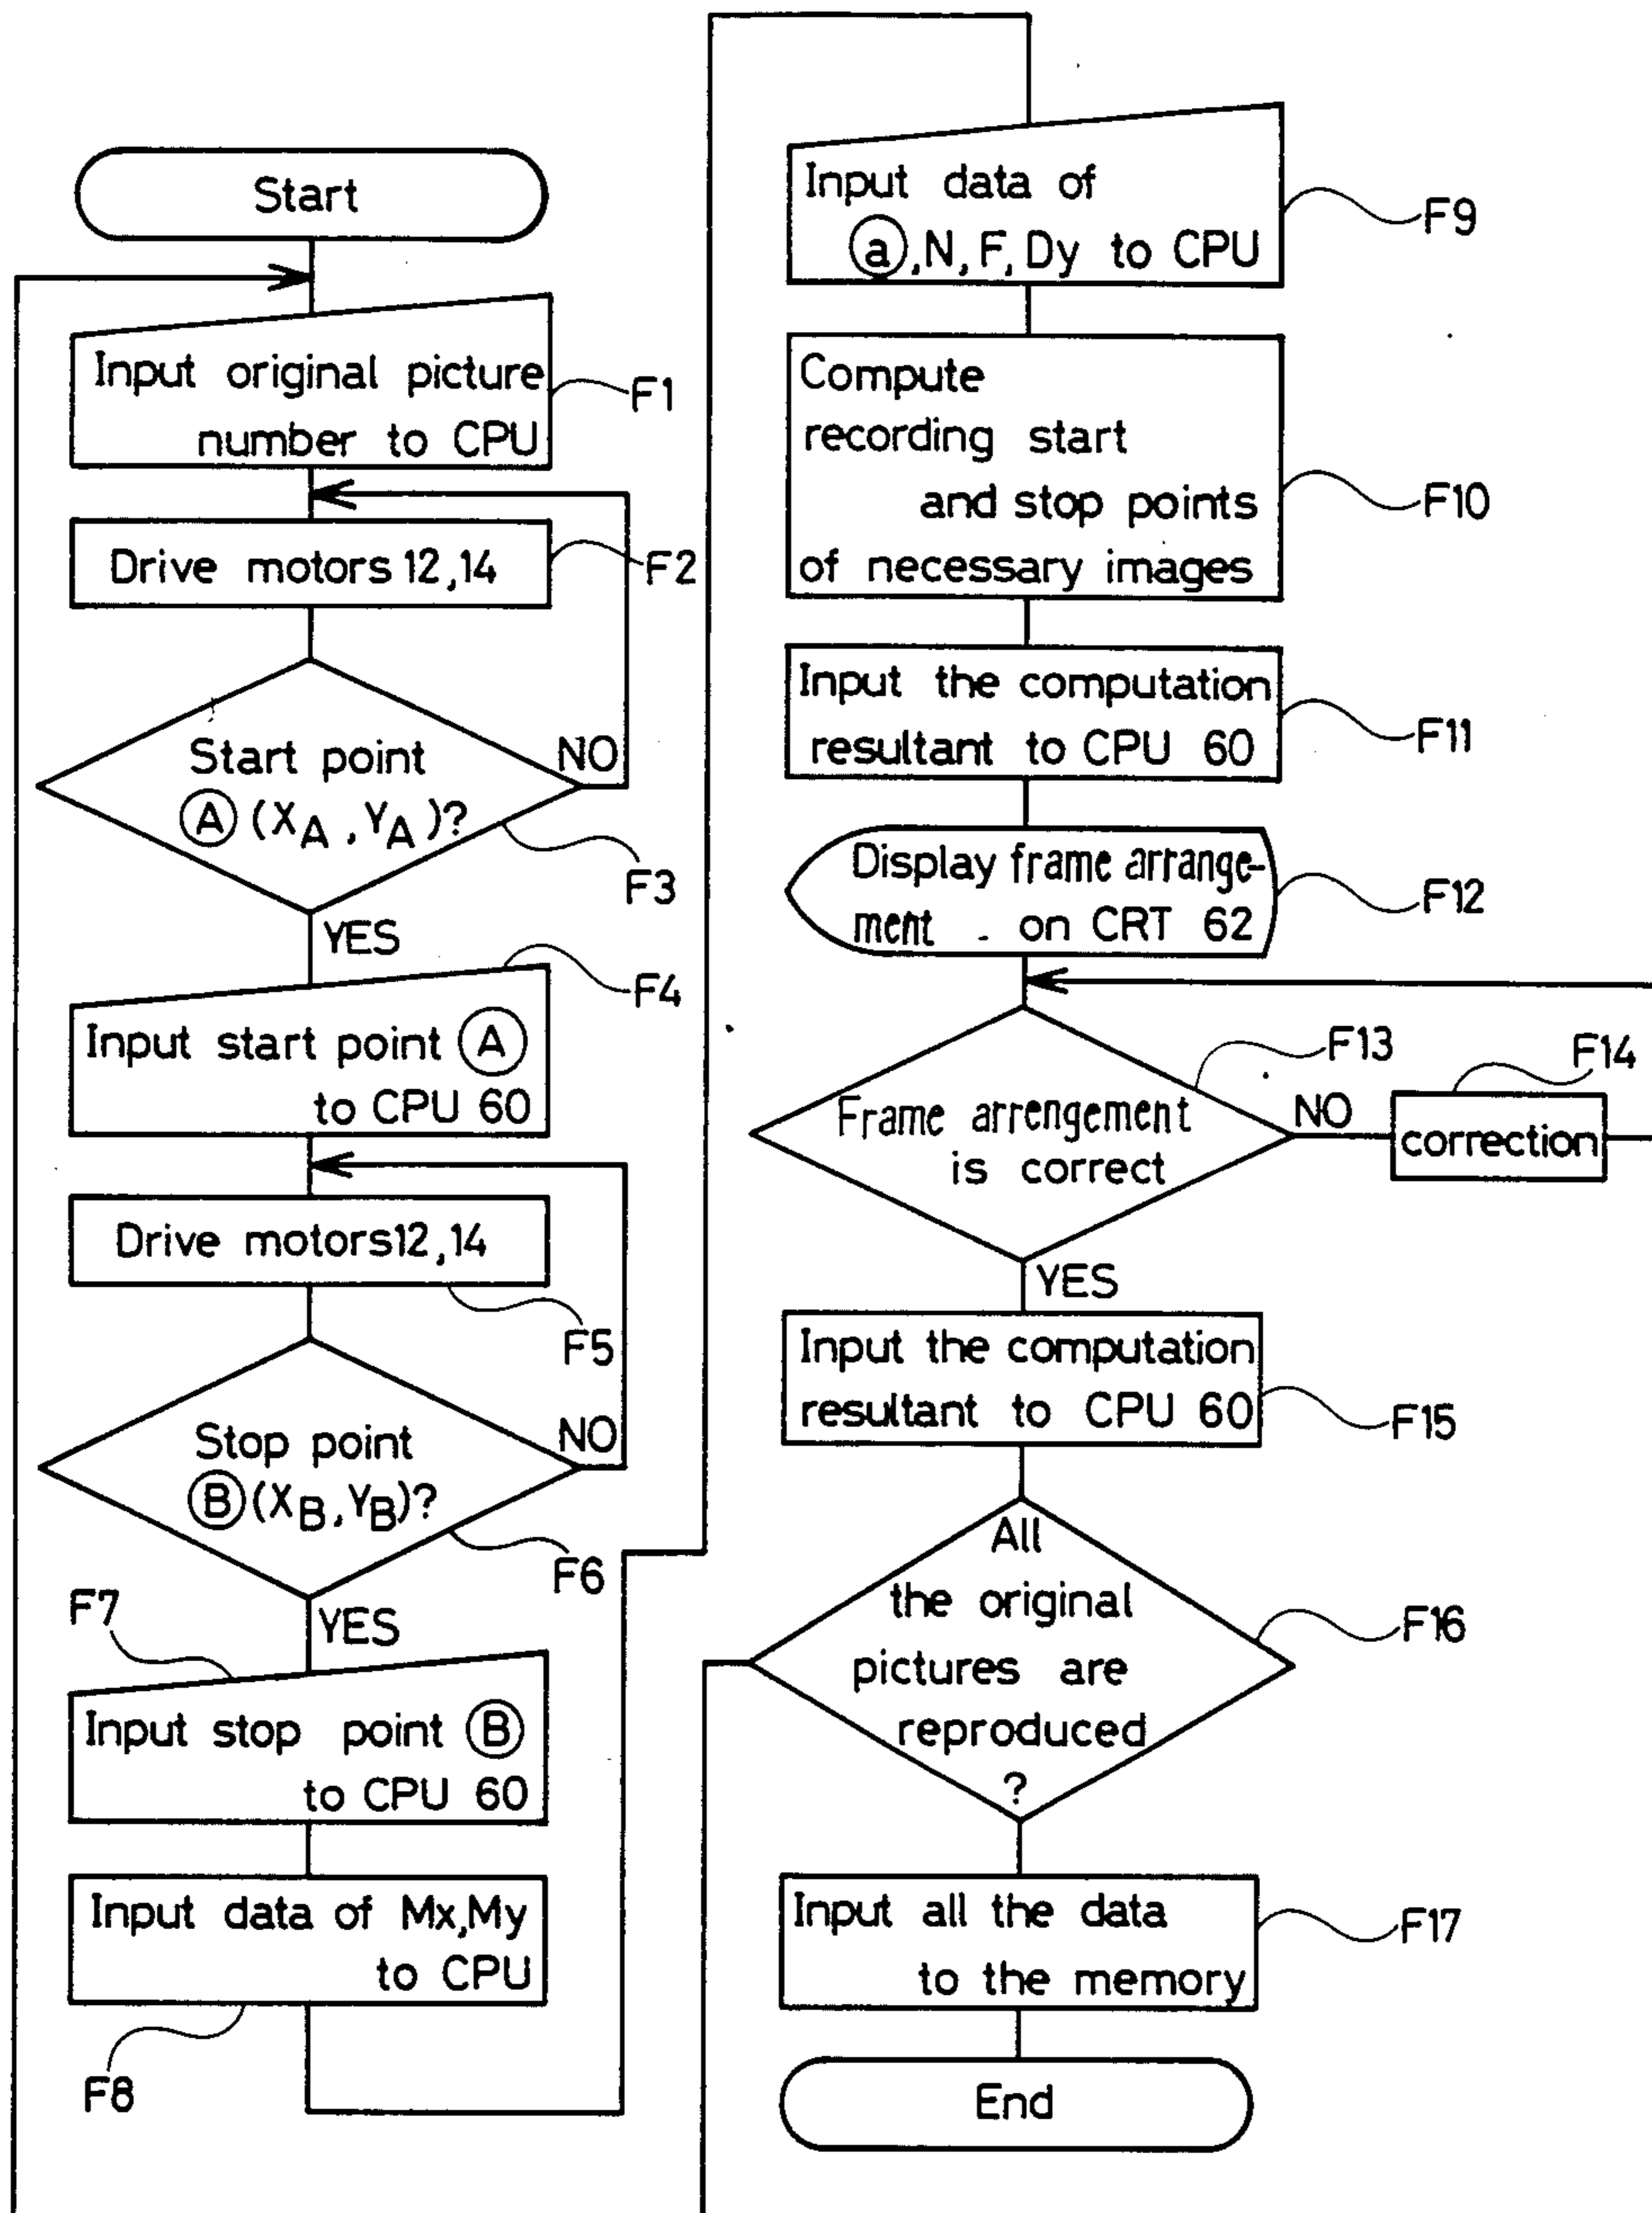 Start
Input original picture
number to CPU
F1
Drive motors 12,14
F2
Start point
Ⓐ (X_A , Y_A)?
NO
F3
YES
F4
Input start point Ⓐ
to CPU 60
Drive motors12,14
F5
Stop point
Ⓑ(X_B, Y_B)?
NO
F6
F7
YES
Input stop point Ⓑ
to CPU 60
Input data of Mx,My
to CPU
F8
Input data of
ⓐ,N, F, Dy to CPU
F9
Compute
recording start
and stop points
of necessary images
F10
Input the computation
resultant to CPU 60
F11
Display frame arrange-
ment on CRT 62
F12
F13
Frame arrengement
is correct
NO
F14
correction
YES
Input the computation
resultant to CPU 60
F15
All
the original
pictures are
reproduced
?
F16
Input all the data
to the memory
F17
End